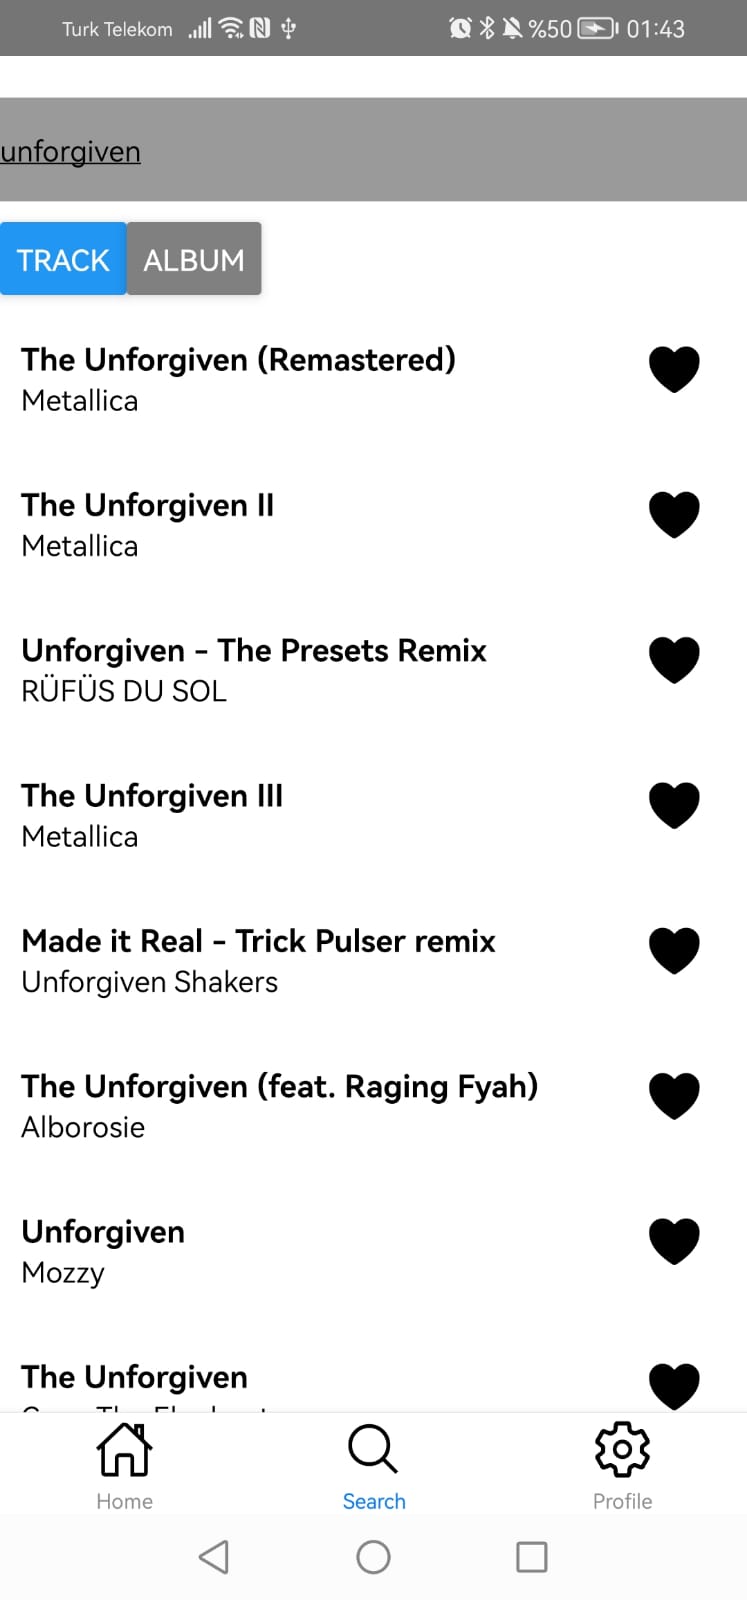 Turk Telekom %50 01:43
unforgiven
TRACK ALBUM
The Unforgiven (Remastered)
Metallica
The Unforgiven II
Metallica
Unforgiven - The Presets Remix
RÜFÜS DU SOL
The Unforgiven III
Metallica
Made it Real - Trick Pulser remix
Unforgiven Shakers
The Unforgiven (feat. Raging Fyah)
Alborosie
Unforgiven
Mozzy
The Unforgiven
Home Search Profile